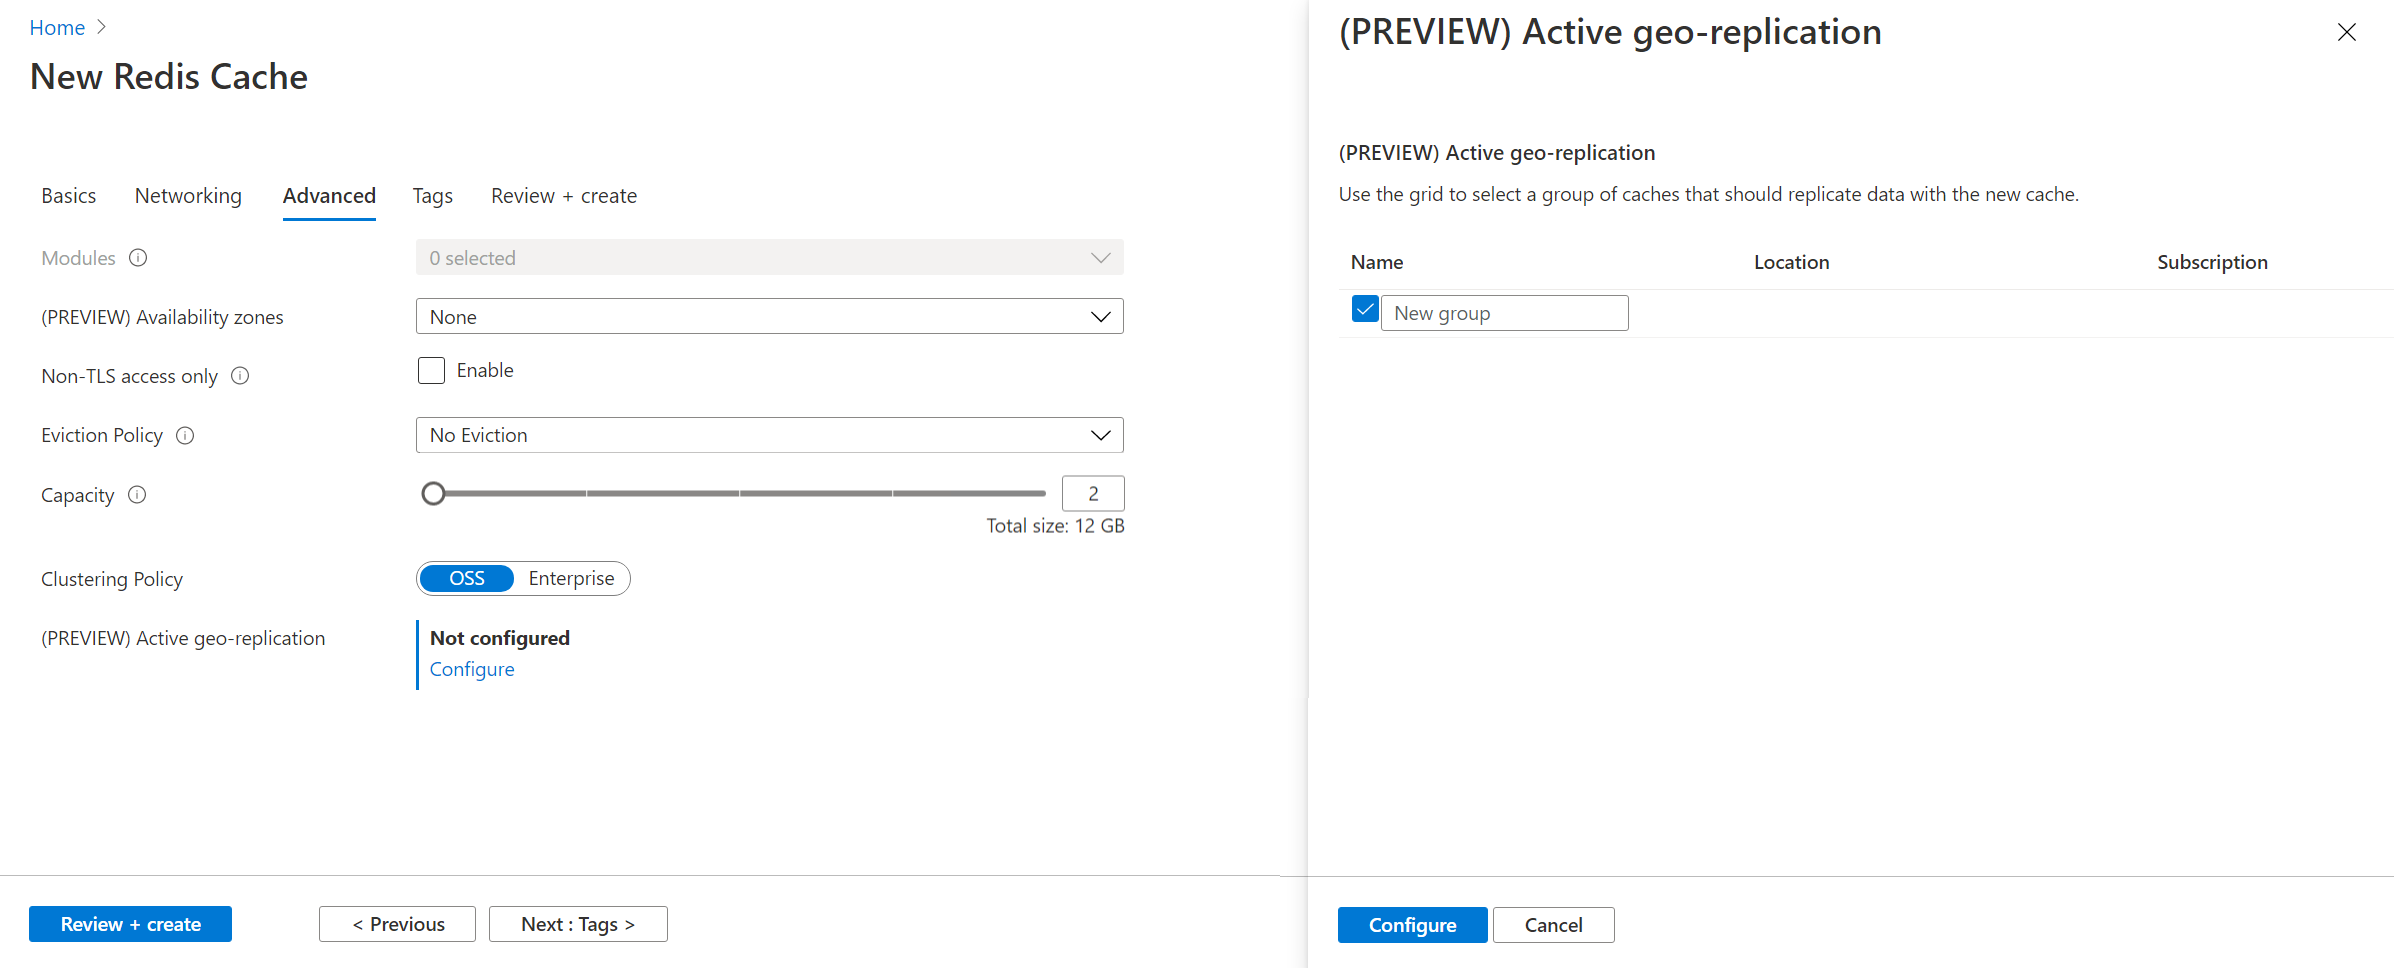 Home
New Redis Cache
Basics Networking Advanced Tags Review + create
Modules 0 selected
(PREVIEW) Availability zones None
Non-TLS access only Enable
Eviction Policy No Eviction
Capacity 2
Total size: 12 GB
Clustering Policy OSS Enterprise
(PREVIEW) Active geo-replication Not configured
Configure
Review + create < Previous Next : Tags >
(PREVIEW) Active geo-replication
(PREVIEW) Active geo-replication
Use the grid to select a group of caches that should replicate data with the new cache.
Name Location Subscription
New group
Configure Cancel